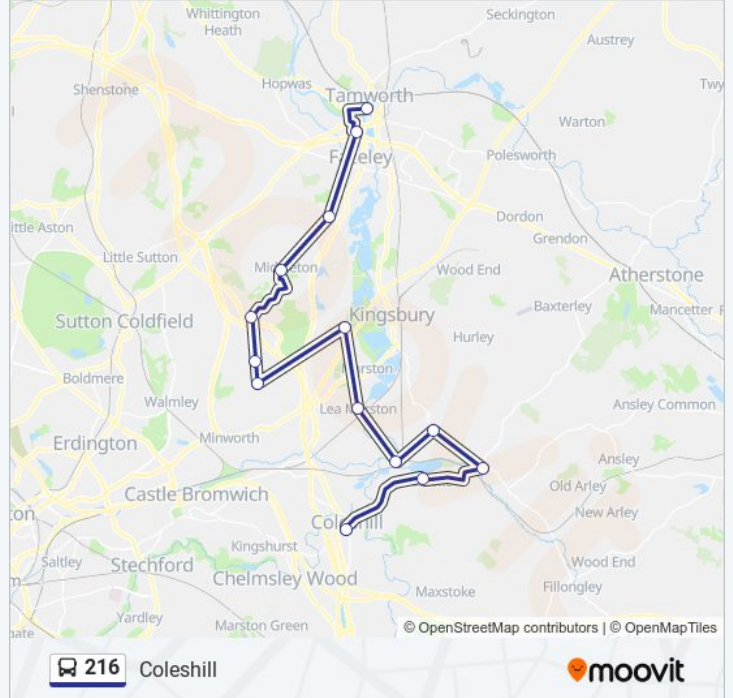 Whittington
Heath
Seckington
Austrey
Shenstone
Hopwas
Tamworth
Twy
Warton
Fazeley
Polesworth
ittle Aston
Dordon
Grendon
Little Sutton
Middleton
Wood End
Atherstone
Sutton Coldfield
Kingsbury
Baxterley
Mancetter
Hurley
Boldmere
Marston
Walmley
Lea Marston
Ansley Common
Erdington
Minworth
Ansley
Castle Bromwich
Old Arley
ton
New Arley
Coleshill
Kingshurst
Saltley
Stechford
Wood End
m
Chelmsley Wood
Maxstoke
Fillongley
Yardley
gate
Marston Green
© OpenStreetMap contributors | © OpenMapTiles
216 Coleshill
moovit